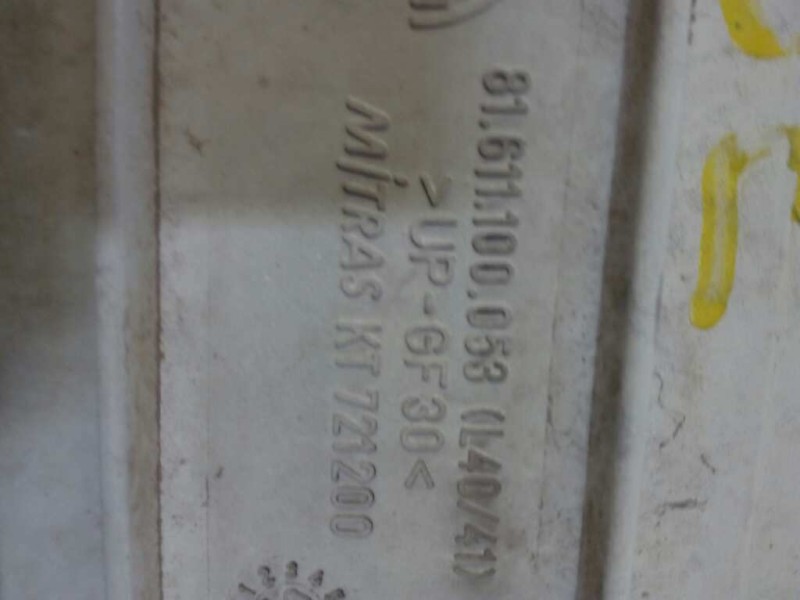 81.611.100.053 (L40/41)
>UP-GF30<
MITRAS KT 721200